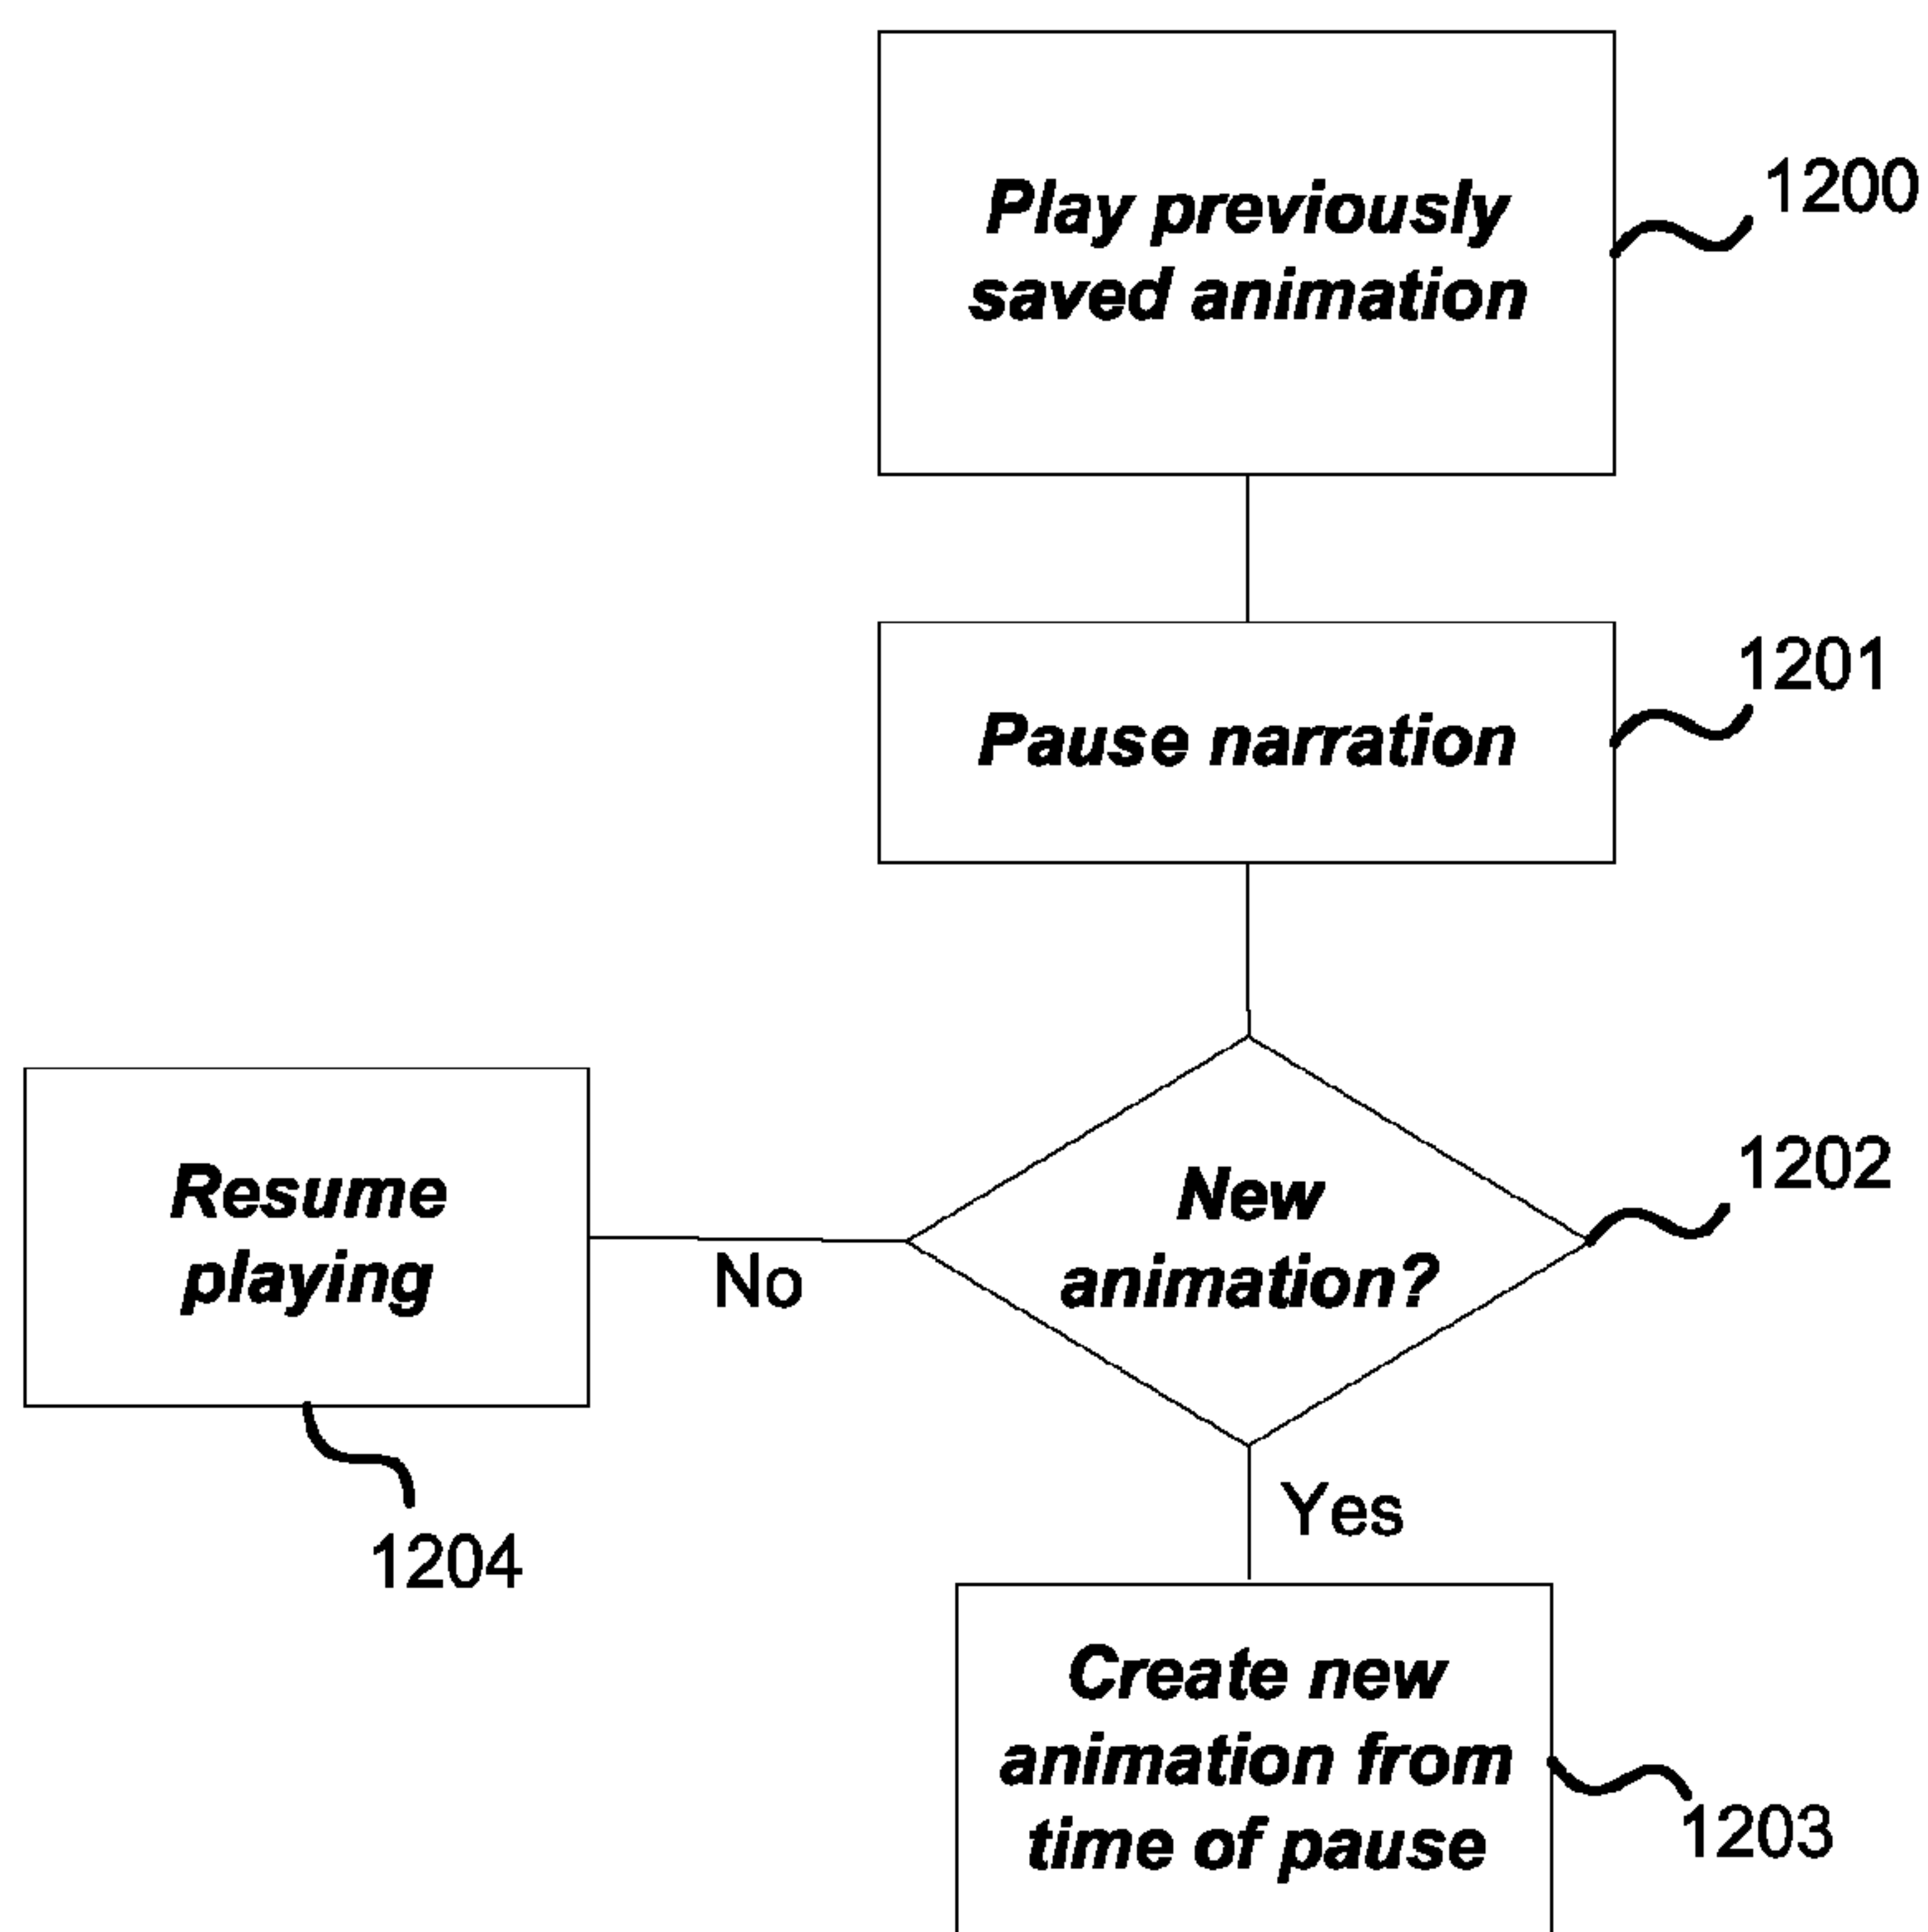 Play previously
saved animation
1200
Pause narration
1201
New
animation?
1202
No
Resume
playing
1204
Yes
Create new
animation from
time of pause
1203